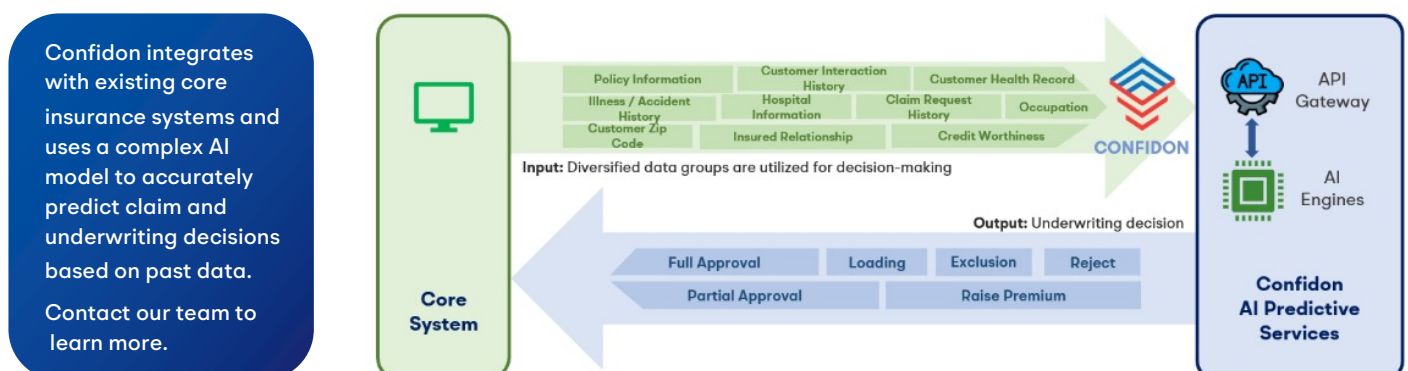 Confidon integrates
with existing core
insurance systems and
uses a complex AI
model to accurately
predict claim and
underwriting decisions
based on past data.
Contact our team to
learn more.
Core
System
Policy Information
Customer Interaction
History
Customer Health Record
Illness / Accident
History
Hospital
Information
Claim Request
History
Occupation
Customer Zip
Code
Insured Relationship
Credit Worthiness
CONFIDON
Input: Diversified data groups are utilized for decision-making
Output: Underwriting decision
Full Approval
Loading
Exclusion
Reject
Partial Approval
Raise Premium
API
API
Gateway
AI
Engines
Confidon
AI Predictive
Services